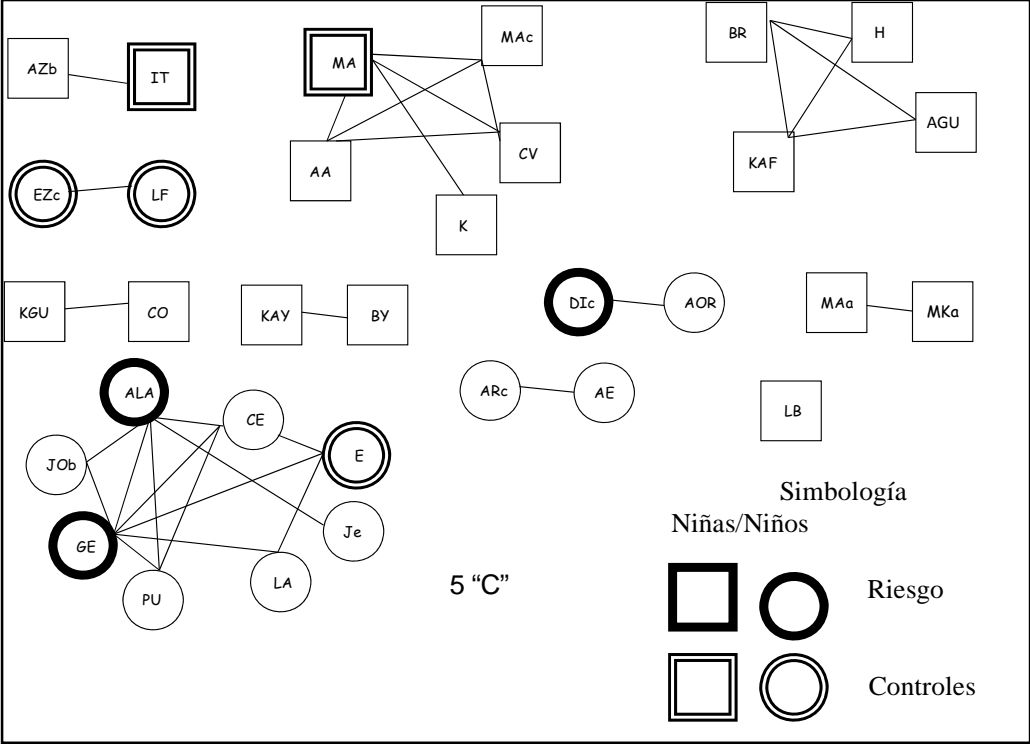 AZb
IT
MA
MAc
BR
H
AA
CV
K
KAF
AGU
EZc
LF
KGU
CO
KAY
BY
DIc
AOR
MAa
MKa
ALA
CE
JOb
E
Je
GE
PU
LA
ARc
AE
LB
Simbología
Niñas/Niños
5 “C”
Riesgo
Controles